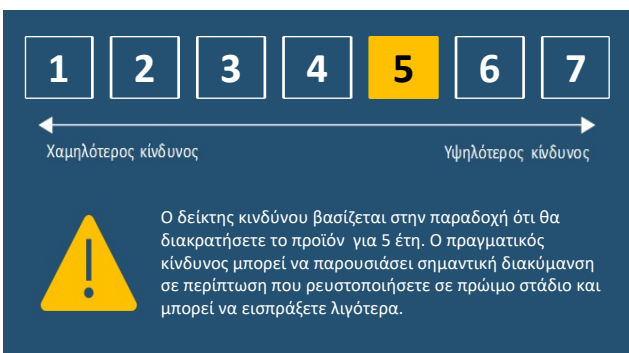 1 2 3 4 5 6 7
Χαμηλότερος κίνδυνος Υψηλότερος κίνδυνος
Ο δείκτης κινδύνου βασίζεται στην παραδοχή ότι θα
διακρατήσετε το προϊόν για 5 έτη. Ο πραγματικός
κίνδυνος μπορεί να παρουσιάσει σημαντική διακύμανση
σε περίπτωση που ρευστοποιήσετε σε πρώιμο στάδιο και
μπορεί να εισπράξετε λιγότερα.